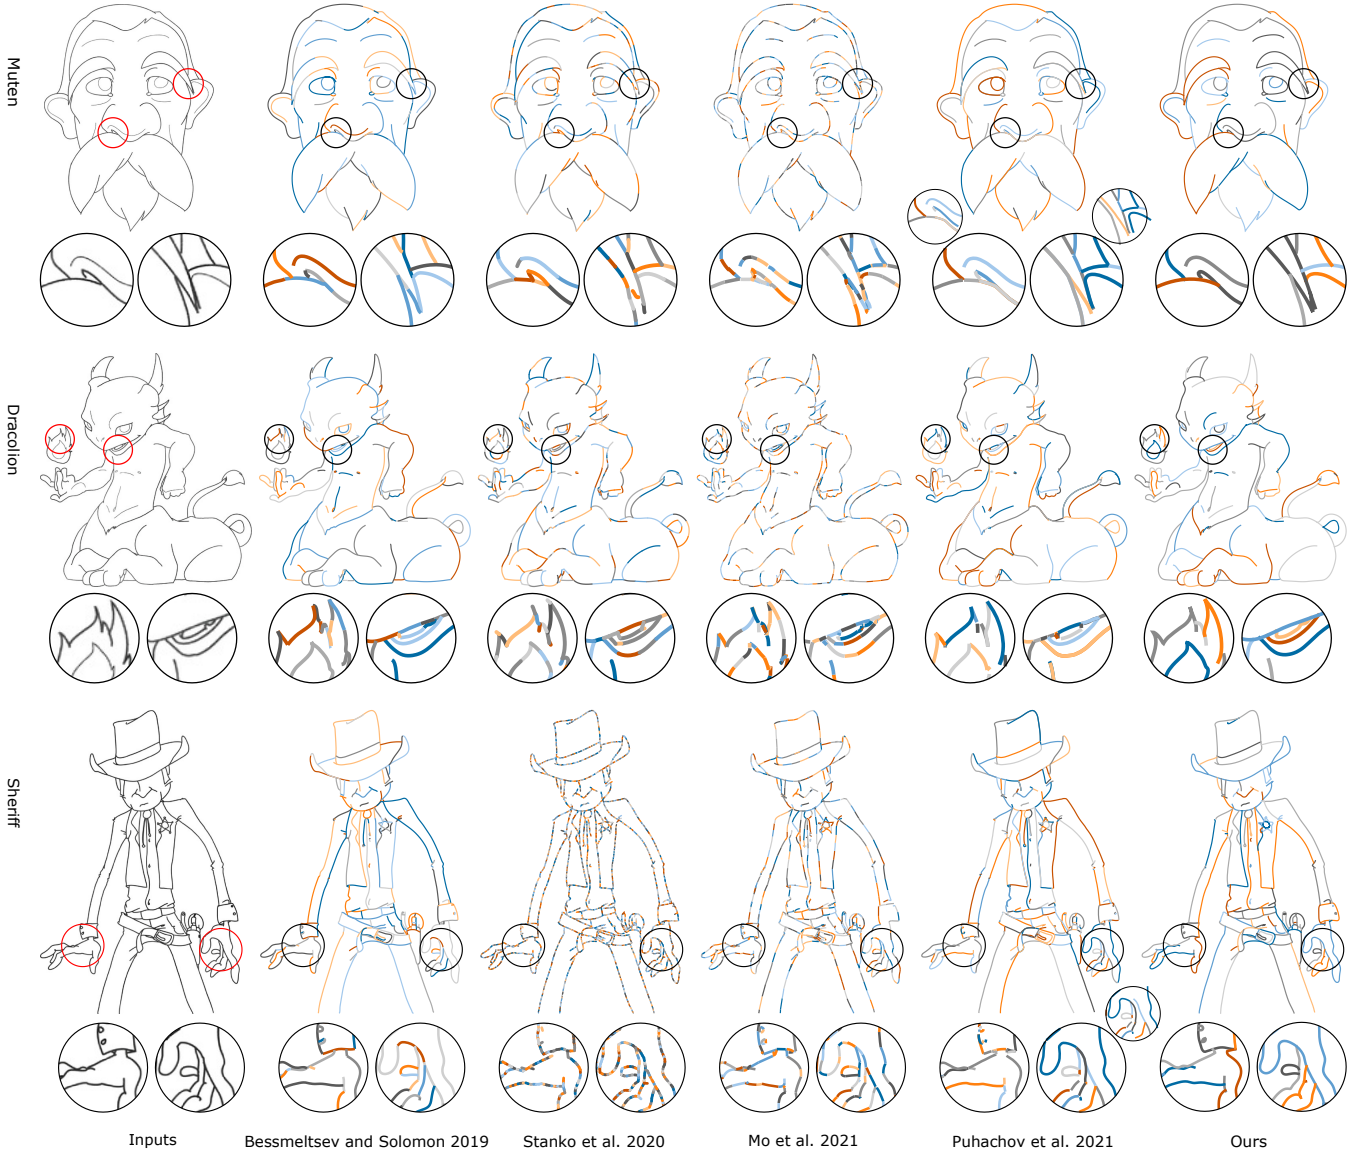 Muten
Dracolion
Sheriff
Inputs
Bessmeltsev and Solomon 2019
Stanko et al. 2020
Mo et al. 2021
Puhachov et al. 2021
Ours